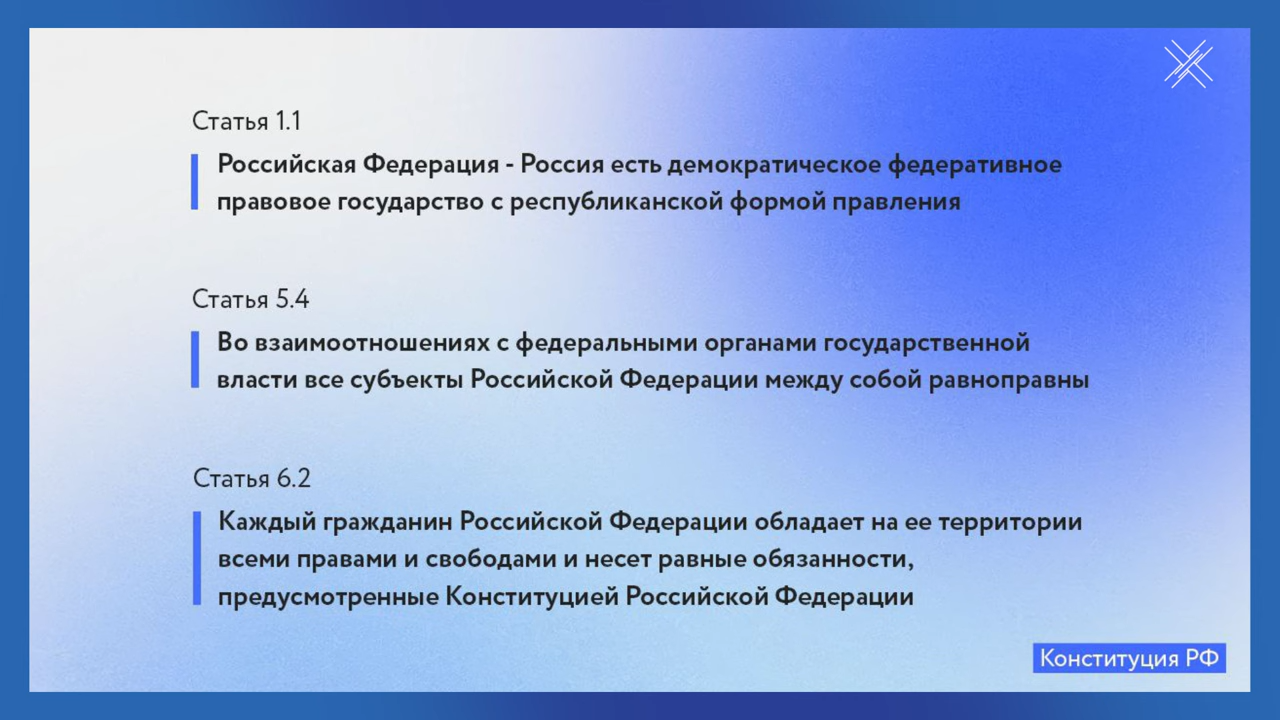 Статья 1.1
Российская Федерация - Россия есть демократическое федеративное
правовое государство с республиканской формой правления
Статья 5.4
Во взаимоотношениях с федеральными органами государственной
власти все субъекты Российской Федерации между собой равноправны
Статья 6.2
Каждый гражданин Российской Федерации обладает на ее территории
всеми правами и свободами и несет равные обязанности,
предусмотренные Конституцией Российской Федерации
Конституция РФ